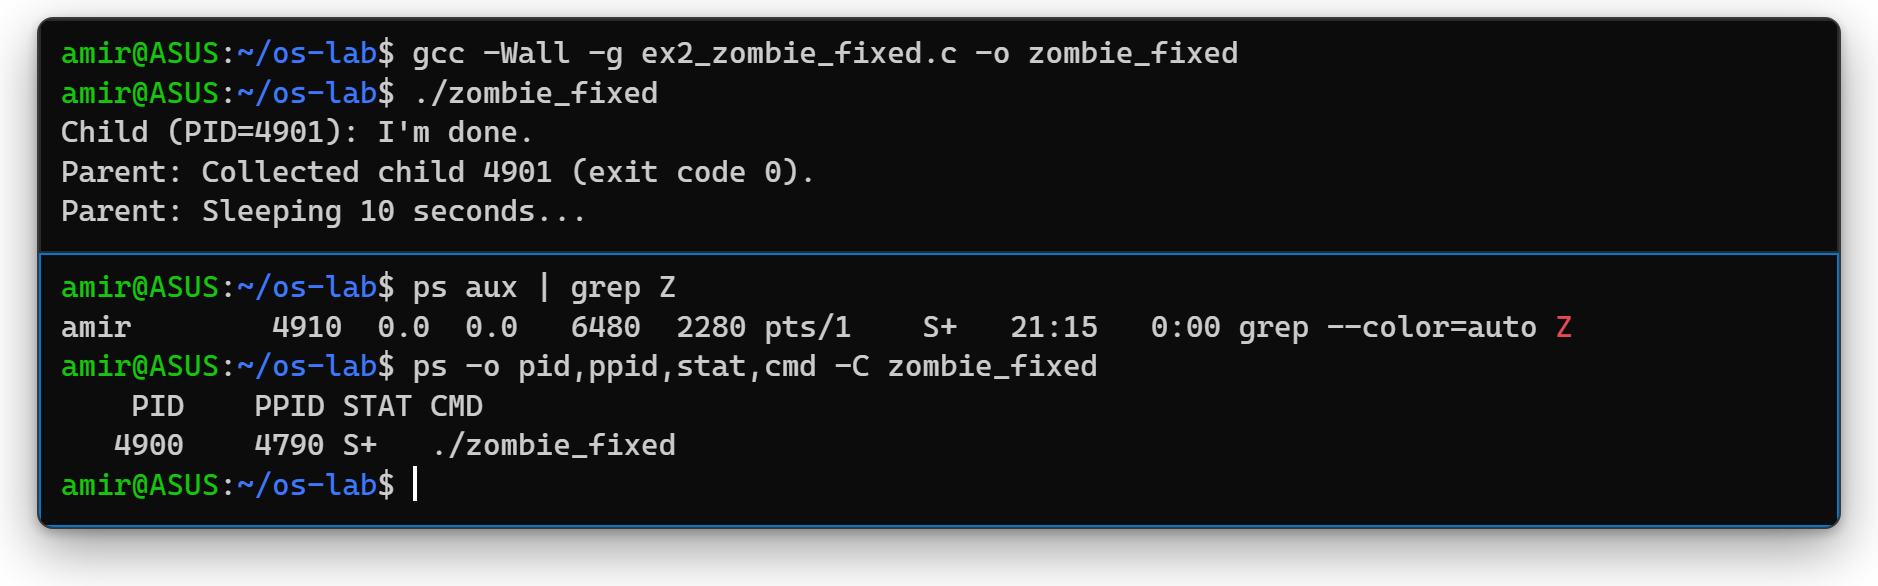 amir@ASUS:~/os-lab$ gcc -Wall -g ex2_zombie_fixed.c -o zombie_fixed
amir@ASUS:~/os-lab$ ./zombie_fixed
Child (PID=4901): I'm done.
Parent: Collected child 4901 (exit code 0).
Parent: Sleeping 10 seconds...
amir@ASUS:~/os-lab$ ps aux | grep Z
amir        4910  0.0  0.0   6480  2280 pts/1    S+   21:15   0:00 grep --color=auto Z
amir@ASUS:~/os-lab$ ps -o pid,ppid,stat,cmd -C zombie_fixed
    PID    PPID STAT CMD
   4900    4790 S+   ./zombie_fixed
amir@ASUS:~/os-lab$